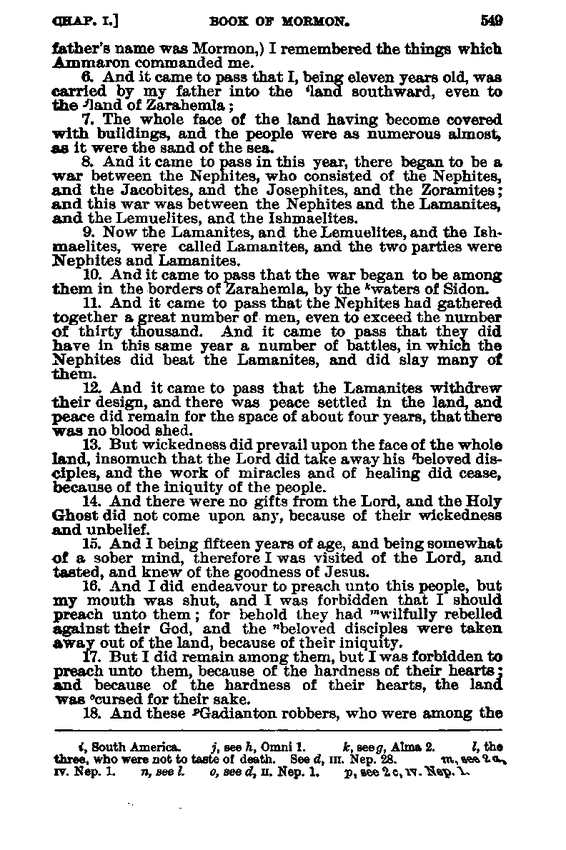 CHAP. I.] BOOK OF MORMON. 549
father's name was Mormon,) I remembered the things which
Ammaron commanded me.
6. And it came to pass that I, being eleven years old, was
carried by my father into the ⁱland southward, even to
the ʲland of Zarahemla;
7. The whole face of the land having become covered
with buildings, and the people were as numerous almost,
as it were the sand of the sea.
8. And it came to pass in this year, there began to be a
war between the Nephites, who consisted of the Nephites,
and the Jacobites, and the Josephites, and the Zoramites;
and this war was between the Nephites and the Lamanites,
and the Lemuelites, and the Ishmaelites.
9. Now the Lamanites, and the Lemuelites, and the Ish-
maelites, were called Lamanites, and the two parties were
Nephites and Lamanites.
10. And it came to pass that the war began to be among
them in the borders of Zarahemla, by the ᵏwaters of Sidon.
11. And it came to pass that the Nephites had gathered
together a great number of men, even to exceed the number
of thirty thousand. And it came to pass that they did
have in this same year a number of battles, in which the
Nephites did beat the Lamanites, and did slay many of
them.
12. And it came to pass that the Lamanites withdrew
their design, and there was peace settled in the land, and
peace did remain for the space of about four years, that there
was no blood shed.
13. But wickedness did prevail upon the face of the whole
land, insomuch that the Lord did take away his ˡbeloved dis-
ciples, and the work of miracles and of healing did cease,
because of the iniquity of the people.
14. And there were no gifts from the Lord, and the Holy
Ghost did not come upon any, because of their wickedness
and unbelief.
15. And I being fifteen years of age, and being somewhat
of a sober mind, therefore I was visited of the Lord, and
tasted, and knew of the goodness of Jesus.
16. And I did endeavour to preach unto this people, but
my mouth was shut, and I was forbidden that I should
preach unto them; for behold they had ᵐwilfully rebelled
against their God, and the ⁿbeloved disciples were taken
away out of the land, because of their iniquity.
17. But I did remain among them, but I was forbidden to
preach unto them, because of the hardness of their hearts;
and because of the hardness of their hearts, the land
was ᵒcursed for their sake.
18. And these ᵖGadianton robbers, who were among the
i, South America. j, see h, Omni 1. k, see g, Alma 2. l, the
three, who were not to taste of death. See d, III. Nep. 28. m, see 2 a,
IV. Nep. 1. n, see l. o, see d, II. Nep. 1. p, see 2 c, IV. Nep. 1.